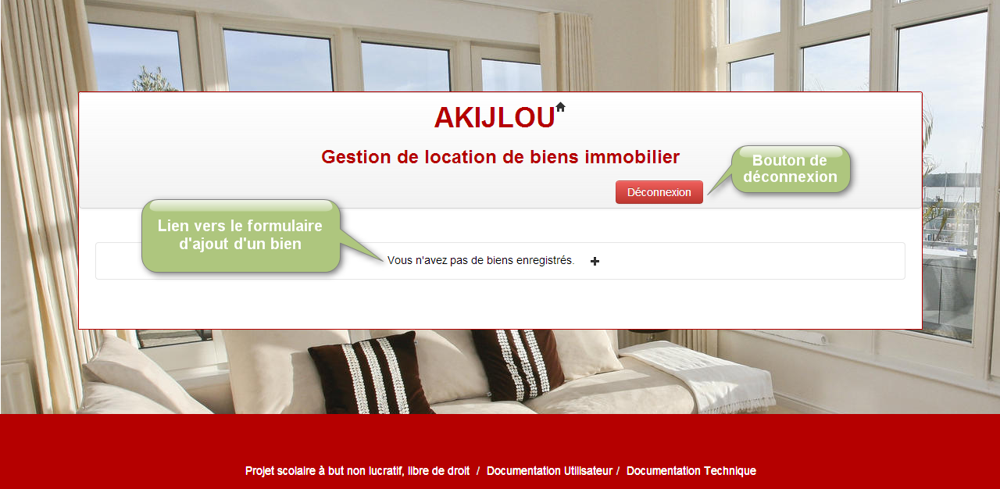 AKIJLOU
Gestion de location de biens immobilier
Bouton de
déconnexion
Déconnexion
Lien vers le formulaire
d'ajout d'un bien
Vous n'avez pas de biens enregistrés.
Projet scolaire à but non lucratif, libre de droit / Documentation Utilisateur / Documentation Technique